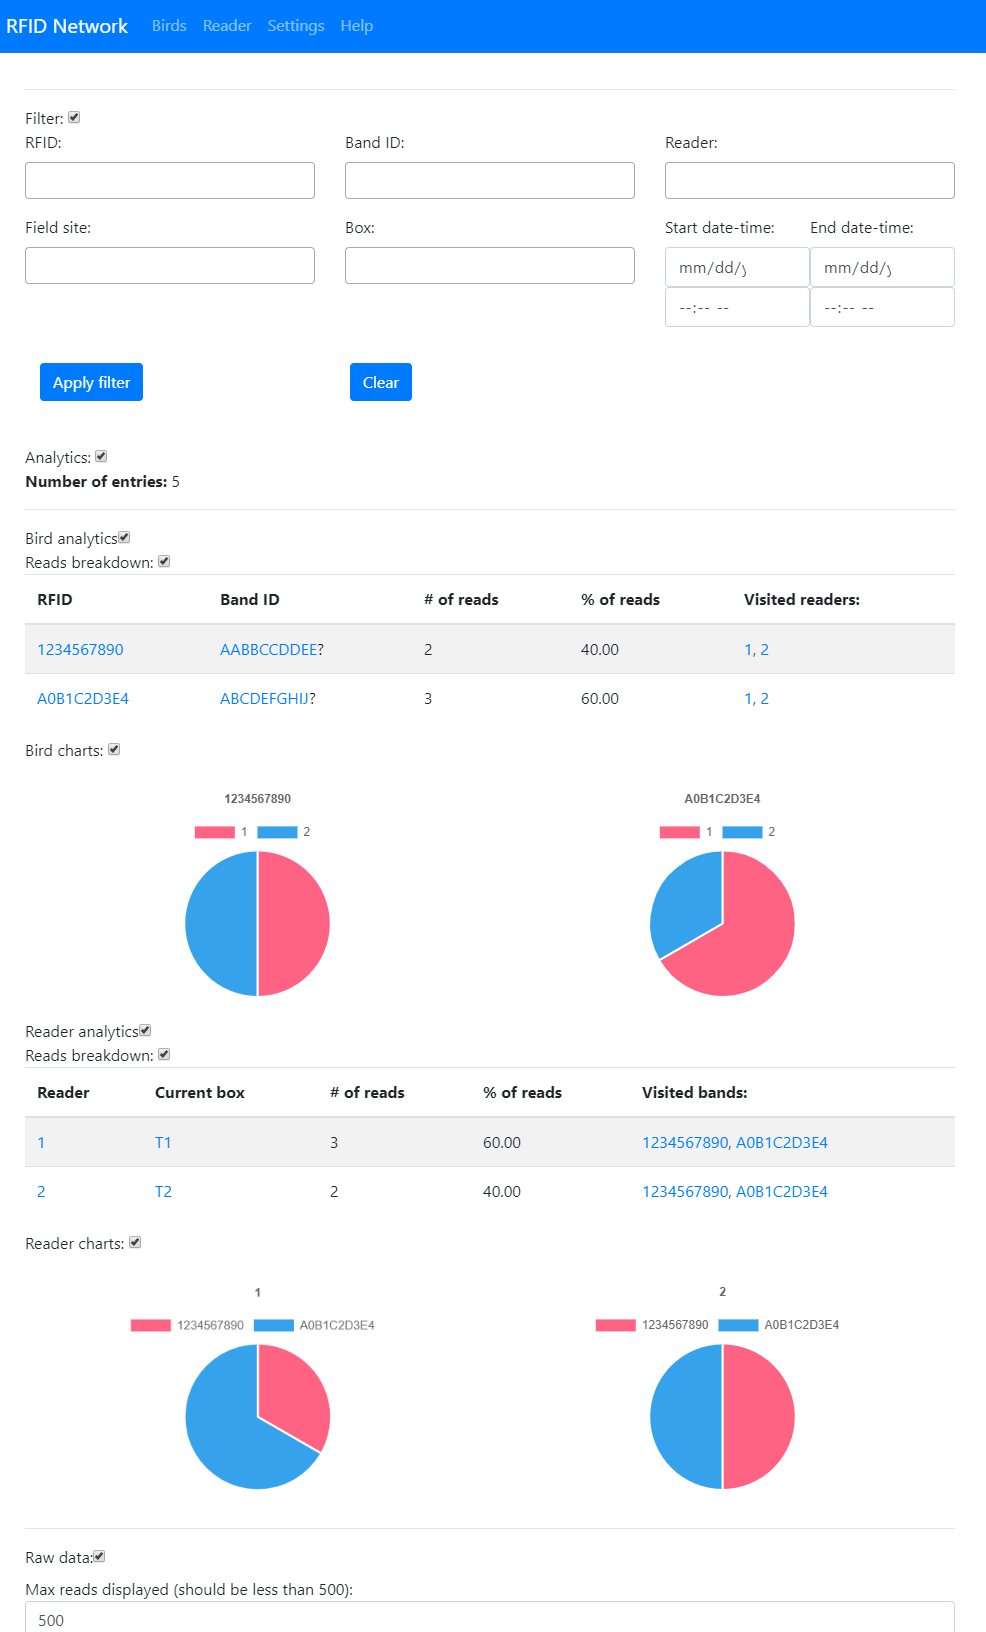 RFID Network Birds Reader Settings Help
Filter:
RFID: Band ID: Reader:
Field site: Box: Start date-time: End date-time:
mm/dd/y mm/dd/y
--:-- -- --:-- --
Apply filter Clear
Analytics:
Number of entries: 5
Bird analytics
Reads breakdown:
RFID Band ID # of reads % of reads Visited readers:
1234567890 AABBCCDDEE? 2 40.00 1, 2
A0B1C2D3E4 ABCDEFGHIJ? 3 60.00 1, 2
Bird charts:
1234567890 A0B1C2D3E4
1 2 1 2
Reader analytics
Reads breakdown:
Reader Current box # of reads % of reads Visited bands:
1 T1 3 60.00 1234567890, A0B1C2D3E4
2 T2 2 40.00 1234567890, A0B1C2D3E4
Reader charts:
1 2
1234567890 A0B1C2D3E4 1234567890 A0B1C2D3E4
Raw data:
Max reads displayed (should be less than 500):
500